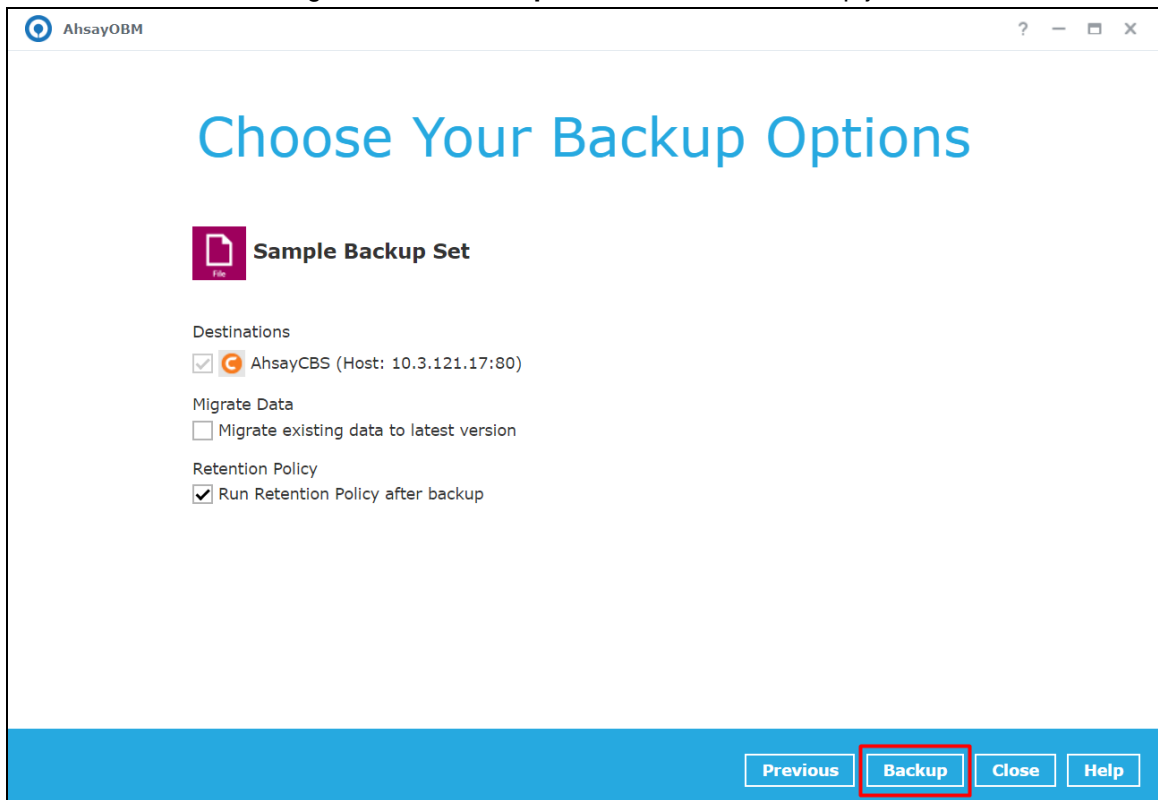 AhsayOBM
Choose Your Backup Options
File
Sample Backup Set
Destinations
AhsayCBS (Host: 10.3.121.17:80)
Migrate Data
Migrate existing data to latest version
Retention Policy
Run Retention Policy after backup
Previous Backup Close Help